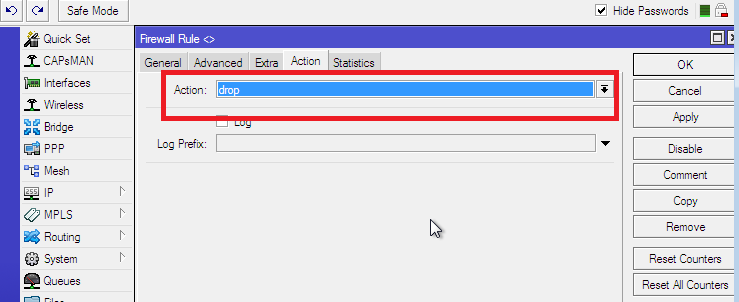 Safe Mode
Hide Passwords
Quick Set
CAPsMAN
Interfaces
Wireless
Bridge
PPP
Mesh
255
IP
MPLS
Routing
System
Queues
Files
Firewall Rule <>
General Advanced Extra Action Statistics
Action: drop
Log
Log Prefix:
OK
Cancel
Apply
Disable
Comment
Copy
Remove
Reset Counters
Reset All Counters